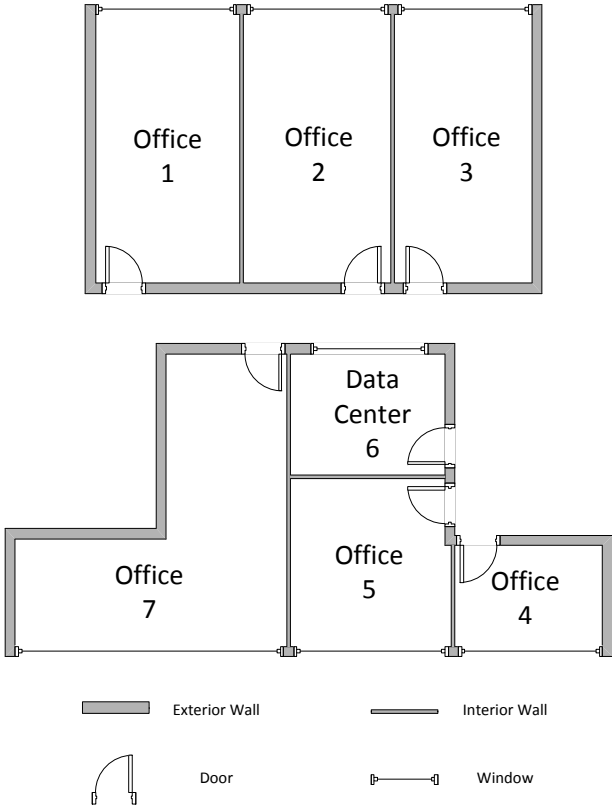 Office
1
Office
2
Office
3
Data
Center
6
Office
7
Office
5
Office
4
Exterior Wall
Interior Wall
Door
Window